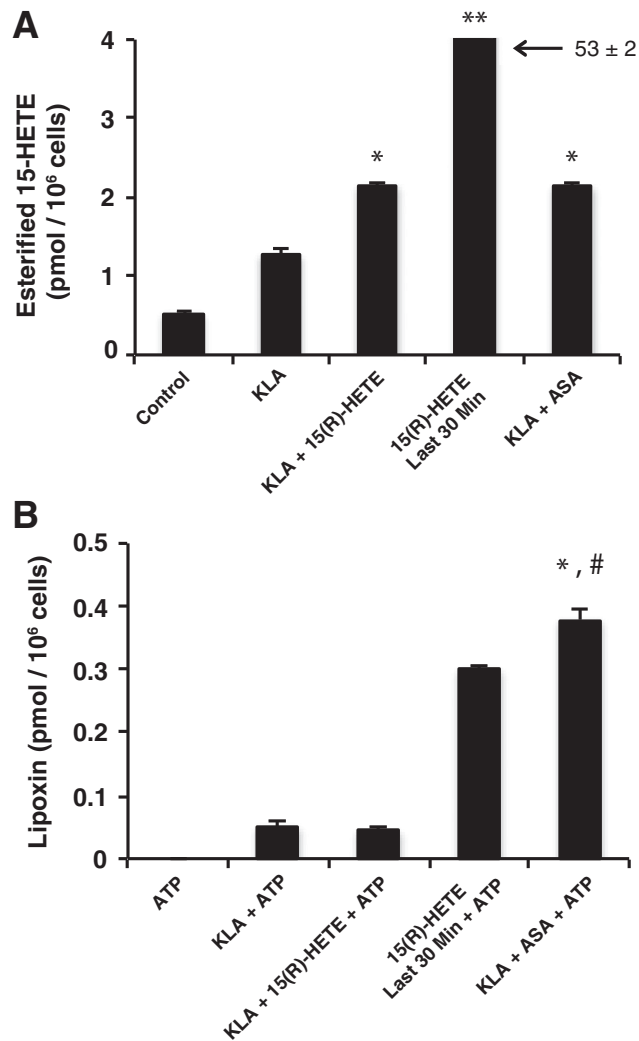 A
Esterified 15-HETE
(pmol / 10⁶ cells)
4
3
2
1
0
*
**
53 ± 2
*
Control
KLA
KLA + 15(R)-HETE
15(R)-HETE
Last 30 Min
KLA + ASA
B
Lipoxin (pmol / 10⁶ cells)
0.5
0.4
0.3
0.2
0.1
0
* , #
ATP
KLA + ATP
KLA + 15(R)-HETE + ATP
15(R)-HETE
Last 30 Min + ATP
KLA + ASA + ATP